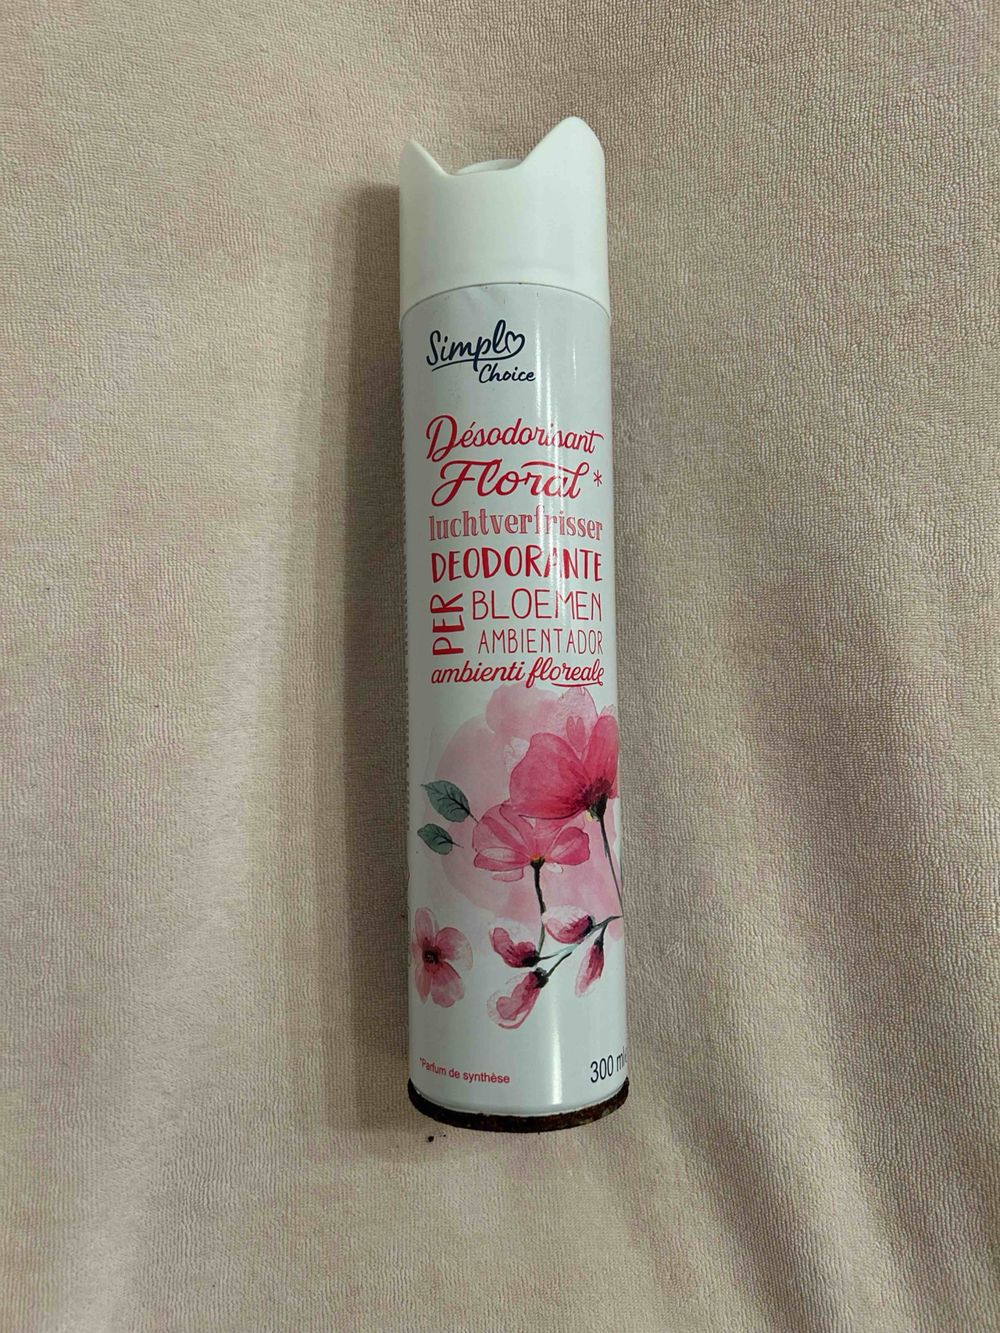 Simpl
Choice
Désodorisant
Floral*
luchtverfrisser
DEODORANTE
PER BLOEMEN
AMBIENTADOR
ambienti floreale
*Parfum de synthèse
300 ml